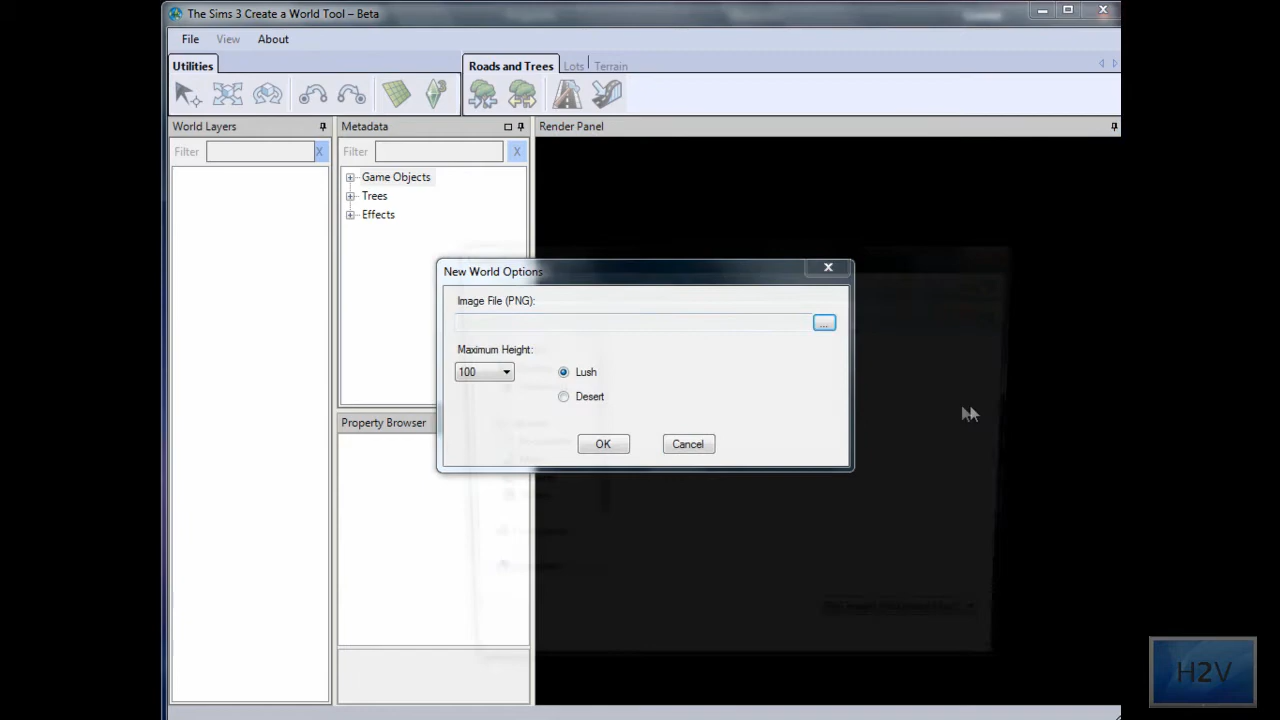 The Sims 3 Create a World Tool – Beta
File View About
Utilities
Roads and Trees Lots Terrain
World Layers
Metadata
Render Panel
Filter X
Filter X
Game Objects
Trees
Effects
New World Options
Image File (PNG):
...
Maximum Height:
100
Lush
Desert
Property Browser
OK Cancel
H2V